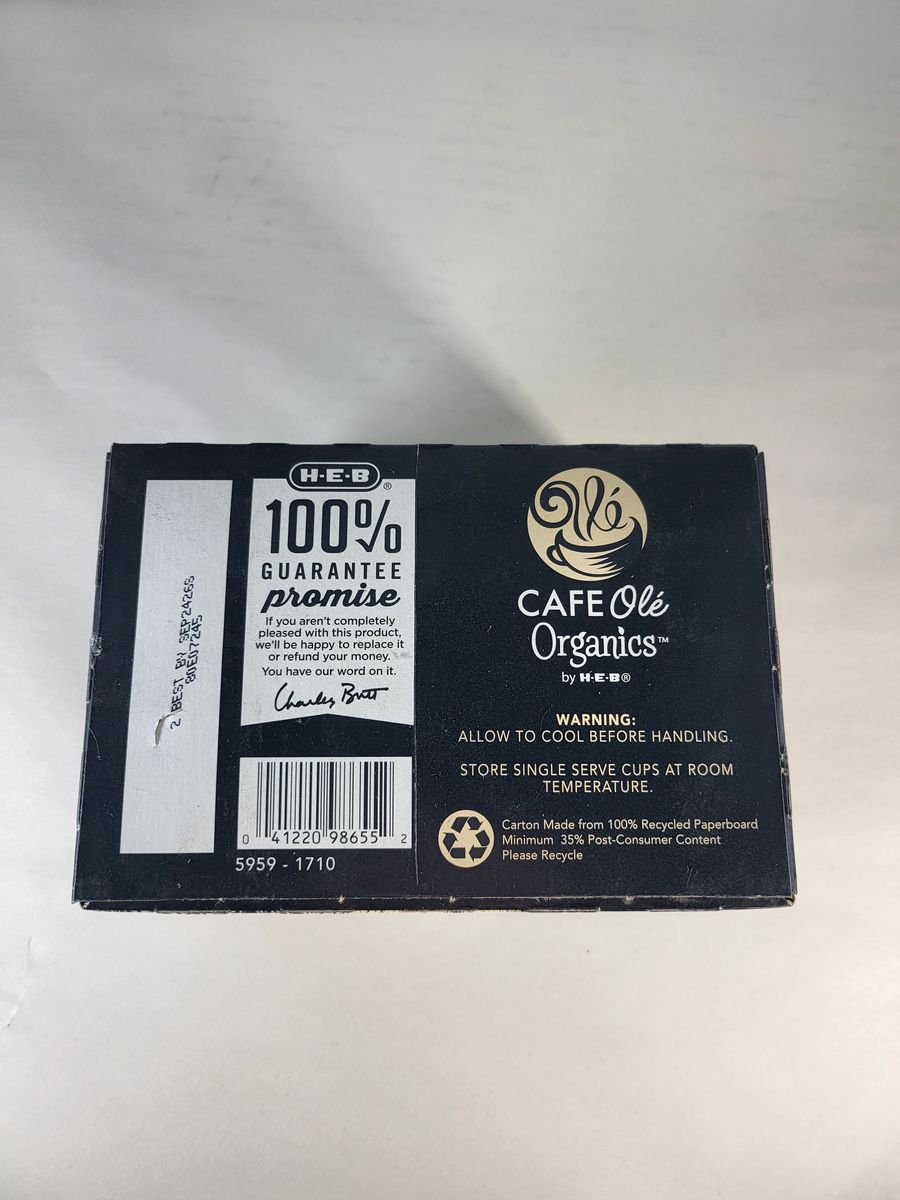 2 BEST BY SEP2426S
80E07245
H-E-B®
100%
GUARANTEE
promise
If you aren't completely
pleased with this product,
we'll be happy to replace it
or refund your money.
You have our word on it.
Charles Butt
0 41220 98655 2
5959 - 1710
Olé
CAFE Olé
Organics™
by H-E-B®
WARNING:
ALLOW TO COOL BEFORE HANDLING.
STORE SINGLE SERVE CUPS AT ROOM
TEMPERATURE.
Carton Made from 100% Recycled Paperboard
Minimum 35% Post-Consumer Content
Please Recycle